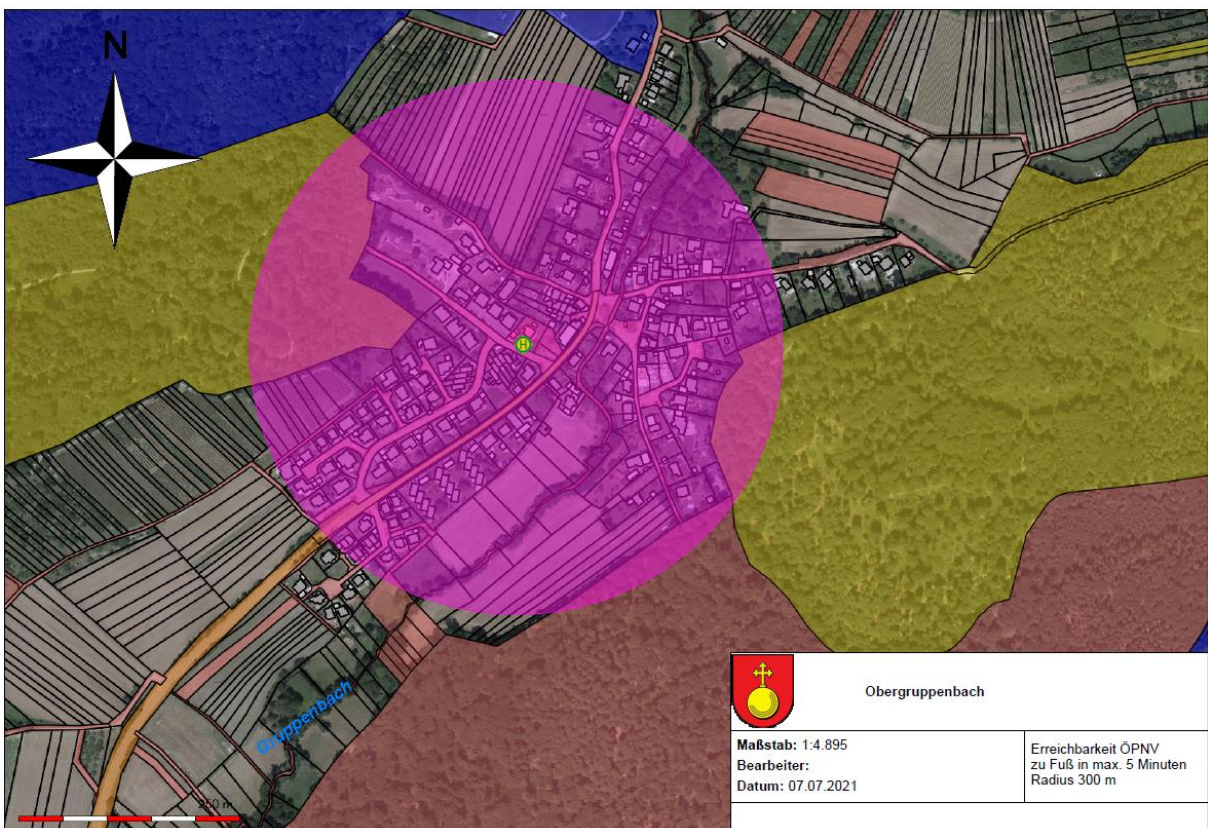 N
H
Gruppenbach
250 m
Obergruppenbach
Maßstab: 1:4.895
Bearbeiter:
Datum: 07.07.2021
Erreichbarkeit ÖPNV
zu Fuß in max. 5 Minuten
Radius 300 m